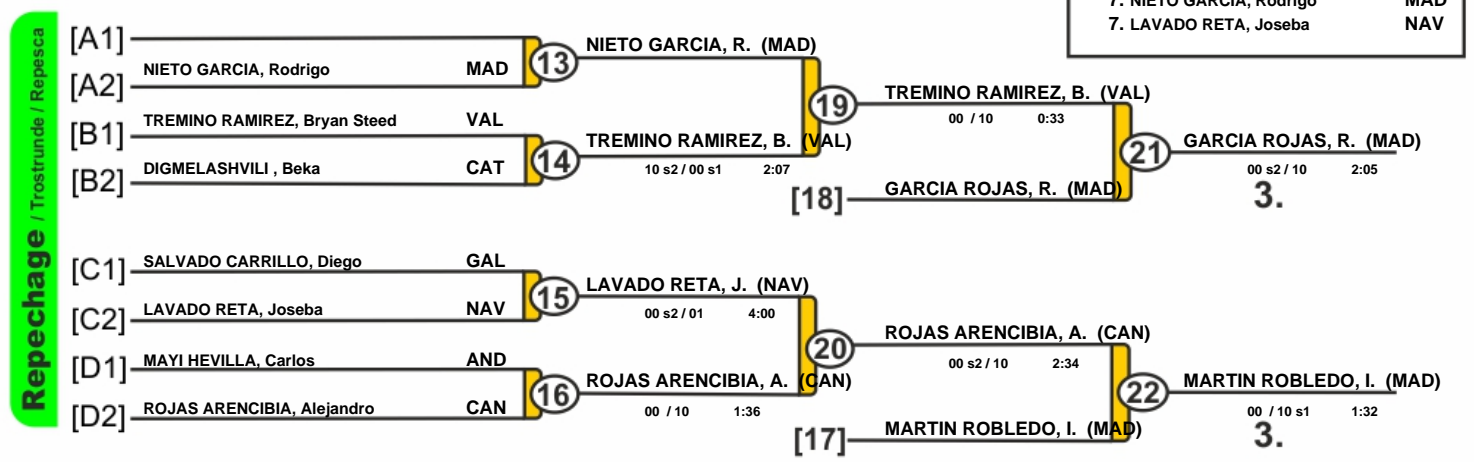 7. NIETO GARCIA, Rodrigo MAD
7. LAVADO RETA, Joseba NAV
Repechage / Trostrunde / Repesca
[A1]
NIETO GARCIA, Rodrigo MAD
[A2]
13
NIETO GARCIA, R. (MAD)
[B1]
TREMINO RAMIREZ, Bryan Steed VAL
[B2]
DIGMELASHVILI , Beka CAT
14
TREMINO RAMIREZ, B. (VAL)
10 s2 / 00 s1 2:07
19
TREMINO RAMIREZ, B. (VAL)
00 / 10 0:33
[18]
GARCIA ROJAS, R. (MAD)
21
GARCIA ROJAS, R. (MAD)
00 s2 / 10 2:05
3.
[C1]
SALVADO CARRILLO, Diego GAL
[C2]
LAVADO RETA, Joseba NAV
15
LAVADO RETA, J. (NAV)
00 s2 / 01 4:00
[D1]
MAYI HEVILLA, Carlos AND
[D2]
ROJAS ARENCIBIA, Alejandro CAN
16
ROJAS ARENCIBIA, A. (CAN)
00 / 10 1:36
20
ROJAS ARENCIBIA, A. (CAN)
00 s2 / 10 2:34
[17]
MARTIN ROBLEDO, I. (MAD)
22
MARTIN ROBLEDO, I. (MAD)
00 / 10 s1 1:32
3.